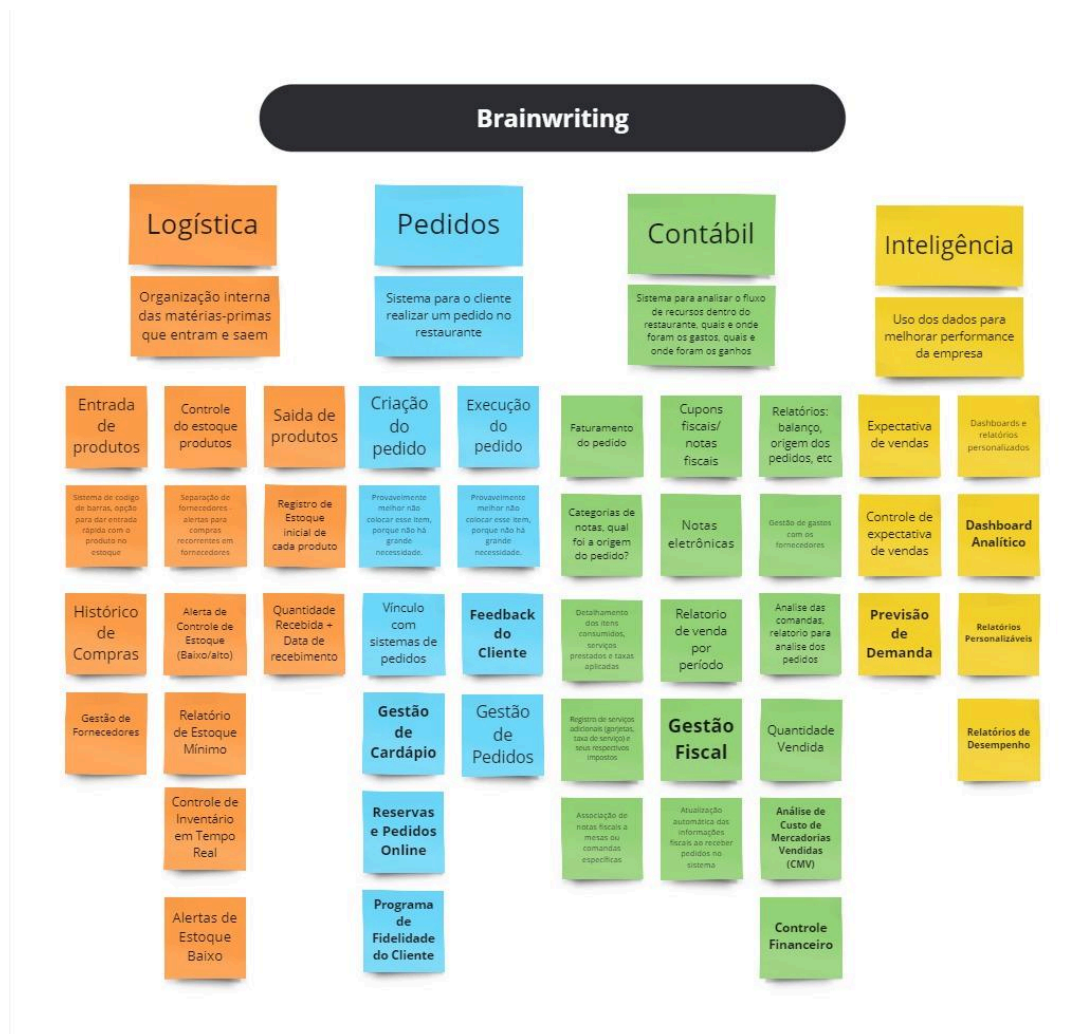 Brainwriting
Logística
Organização interna
das matérias-primas
que entram e saem
Entrada
de
produtos
Controle
do estoque
produtos
Saida de
produtos
Sistema de codigo
de barras, opção
para dar entrada
rápida com o
produto no
estoque
Separação de
fornecedores -
alertas para
compras
recorrentes em
fornecedores
Registro de
Estoque
inicial de
cada produto
Histórico
de
Compras
Alerta de
Controle de
Estoque
(Baixo/alto)
Quantidade
Recebida +
Data de
recebimento
Gestão de
Fornecedores
Relatório
de Estoque
Mínimo
Controle de
Inventário
em Tempo
Real
Alertas de
Estoque
Baixo
Pedidos
Sistema para o cliente
realizar um pedido no
restaurante
Criação
do
pedido
Execução
do
pedido
Provavelmente
melhor não
colocar esse item,
porque não há
grande
necessidade.
Provavelmente
melhor não
colocar esse item,
porque não há
grande
necessidade.
Vínculo
com
sistemas de
pedidos
Feedback
do
Cliente
Gestão
de
Cardápio
Gestão
de
Pedidos
Reservas
e Pedidos
Online
Programa
de
Fidelidade
do Cliente
Contábil
Sistema para analisar o fluxo
de recursos dentro do
restaurante, quais e onde
foram os gastos, quais e
onde foram os ganhos
Faturamento
do pedido
Cupons
fiscais/
notas
fiscais
Relatórios:
balanço,
origem dos
pedidos, etc
Categorias de
notas, qual
foi a origem
do pedido?
Notas
eletrônicas
Gestão de gastos
com os
fornecedores
Detalhamento
dos itens
consumidos,
serviços
prestados e taxas
aplicadas
Relatorio
de venda
por
período
Analise das
comandas,
relatorio para
analise dos
pedidos
Registro de serviços
adicionais (gorjetas,
taxa de serviço) e
seus respectivos
impostos
Gestão
Fiscal
Quantidade
Vendida
Associação de
notas fiscais a
mesas ou
comandas
específicas
Atualização
automática das
informações
fiscais ao receber
pedidos no
sistema
Análise de
Custo de
Mercadorias
Vendidas
(CMV)
Controle
Financeiro
Inteligência
Uso dos dados para
melhorar performance
da empresa
Expectativa
de vendas
Dashboards e
relatórios
personalizados
Controle de
expectativa
de vendas
Dashboard
Analítico
Previsão
de
Demanda
Relatórios
Personalizáveis
Relatórios de
Desempenho